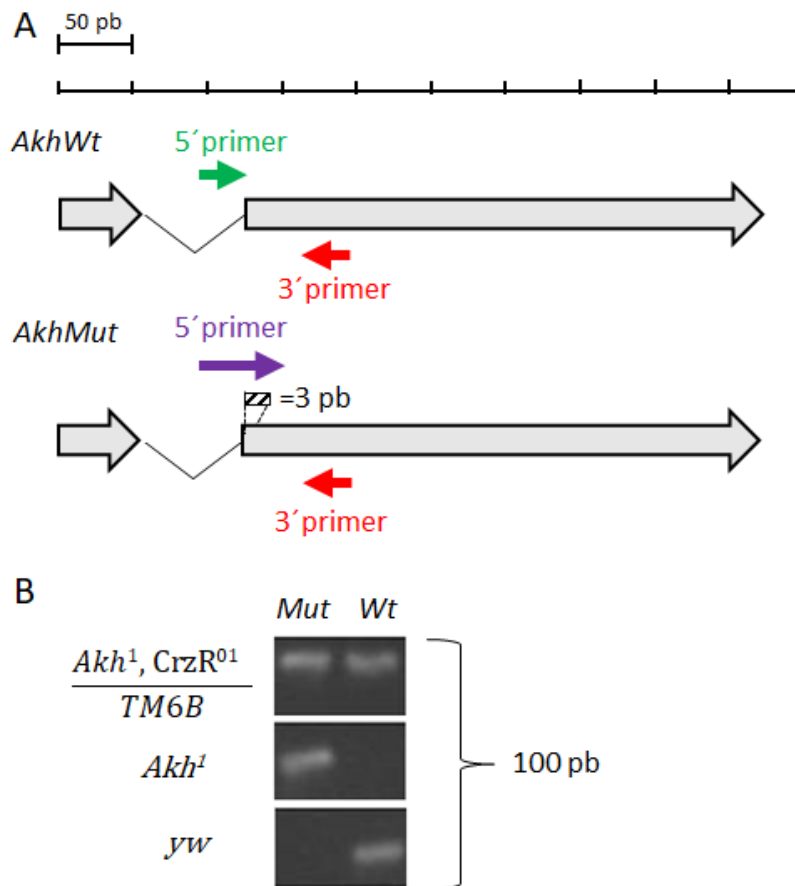 A
50 pb
AkhWt
5´primer
3´primer
AkhMut
5´primer
=3 pb
3´primer
B
Mut Wt
Akh¹, CrzR⁰¹
TM6B
Akh¹
yw
100 pb